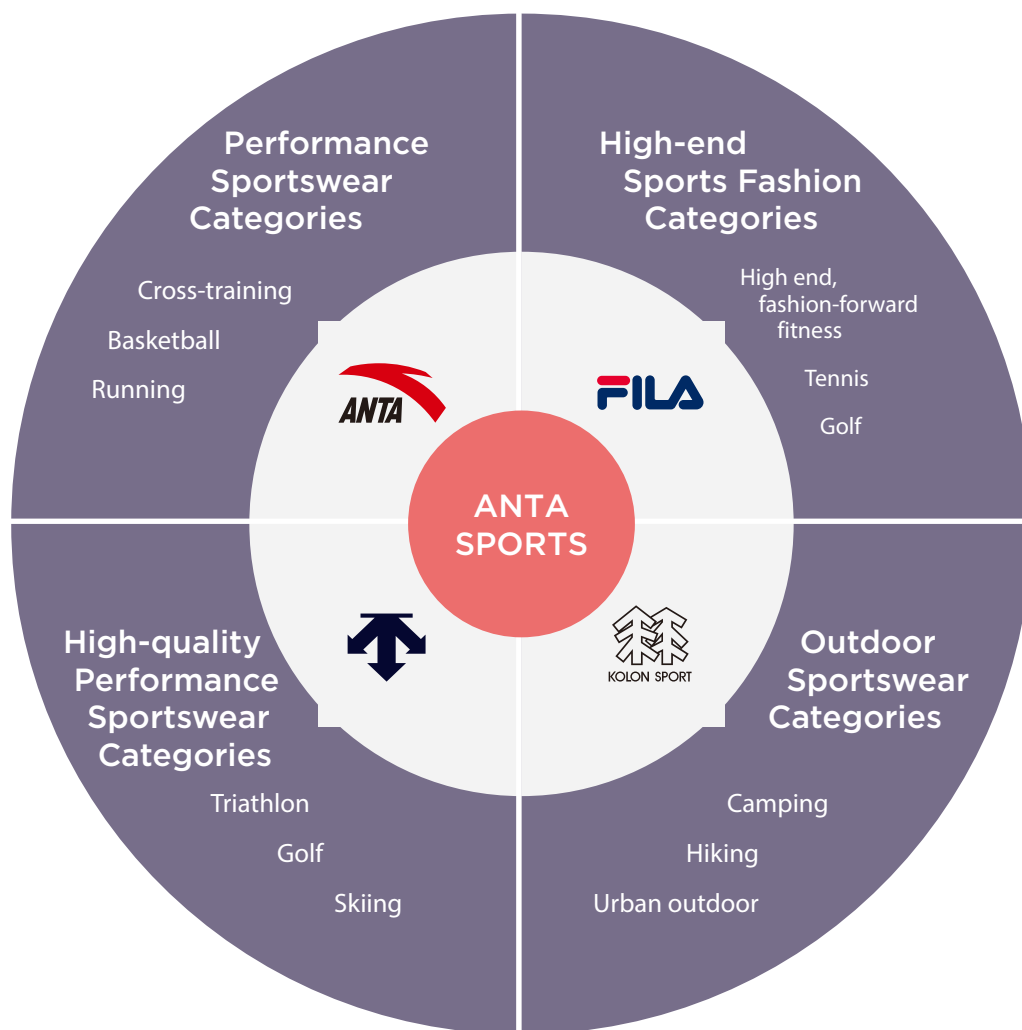 Performance
Sportswear
Categories
Cross-training
Basketball
Running
ANTA
High-end
Sports Fashion
Categories
High end,
fashion-forward
fitness
Tennis
Golf
FILA
ANTA
SPORTS
High-quality
Performance
Sportswear
Categories
Triathlon
Golf
Skiing
KOLON SPORT
Outdoor
Sportswear
Categories
Camping
Hiking
Urban outdoor